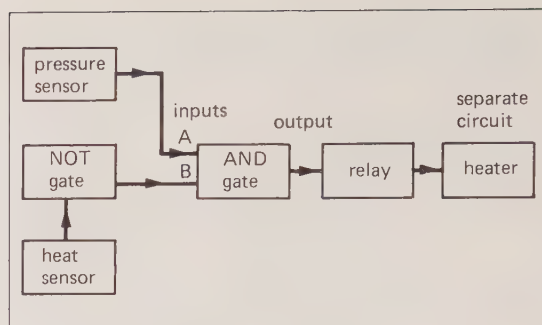 pressure
sensor
inputs
A
output
separate
circuit
NOT
gate
B
AND
gate
relay
heater
heat
sensor